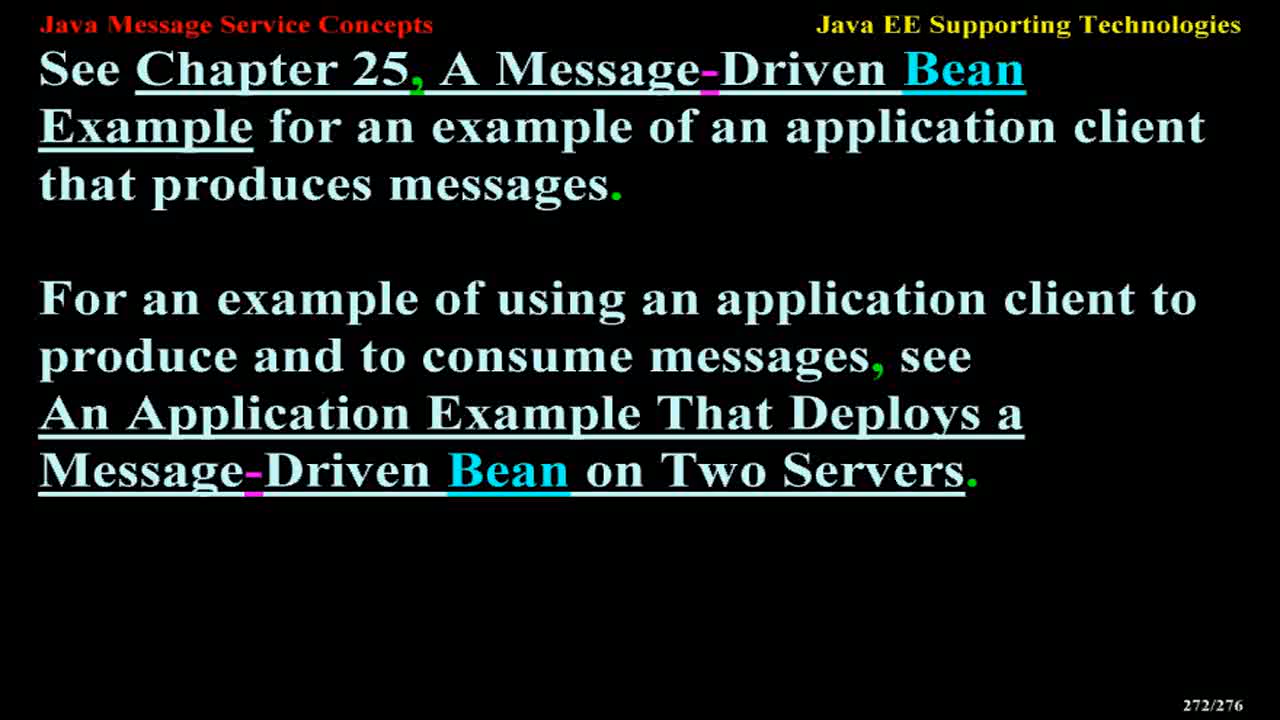 Java Message Service Concepts Java EE Supporting Technologies
See Chapter 25, A Message-Driven Bean
Example for an example of an application client
that produces messages.
For an example of using an application client to
produce and to consume messages, see
An Application Example That Deploys a
Message-Driven Bean on Two Servers.
272/276